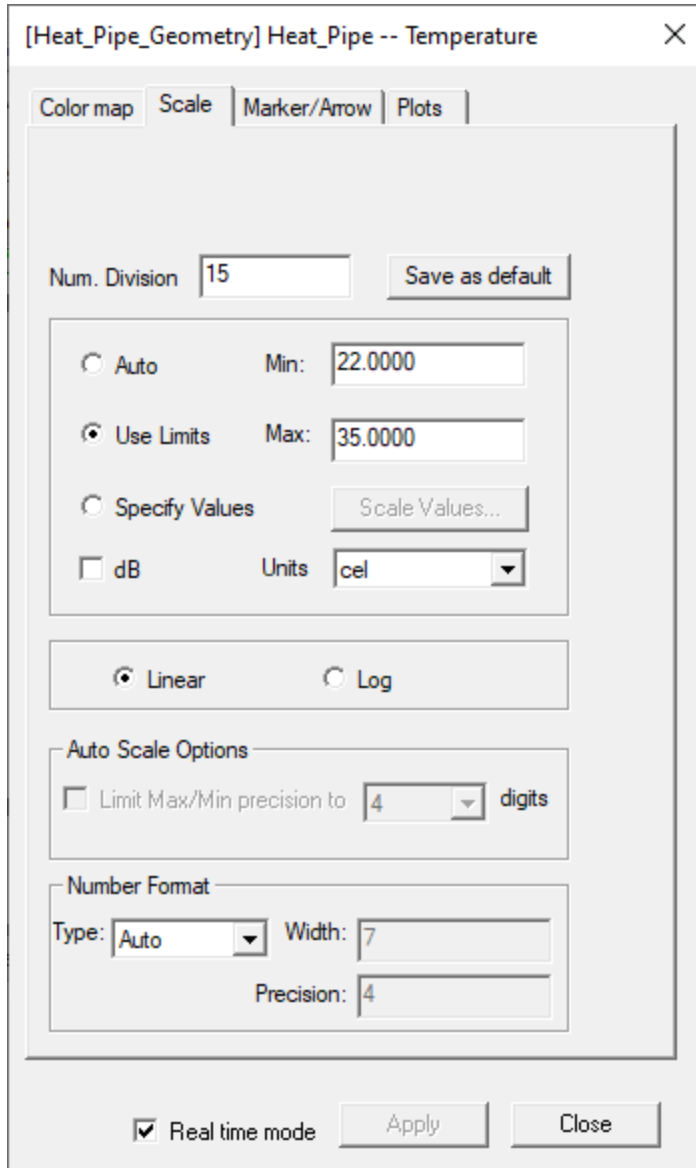 [Heat_Pipe_Geometry] Heat_Pipe -- Temperature
Color map Scale Marker/Arrow Plots
Num. Division 15 Save as default
Auto Min: 22.0000
Use Limits Max: 35.0000
Specify Values Scale Values...
dB Units cel
Linear Log
Auto Scale Options
Limit Max/Min precision to 4 digits
Number Format
Type: Auto Width: 7
Precision: 4
Real time mode Apply Close